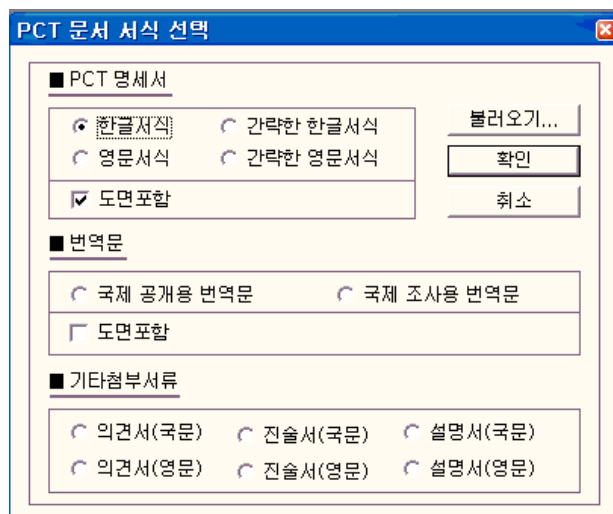 PCT 문서 서식 선택
■ PCT 명세서
한글서식 간략한 한글서식
영문서식 간략한 영문서식
도면포함
불러오기...
확인
취소
■ 번역문
국제 공개용 번역문 국제 조사용 번역문
도면포함
■ 기타첨부서류
의견서(국문) 진술서(국문) 설명서(국문)
의견서(영문) 진술서(영문) 설명서(영문)